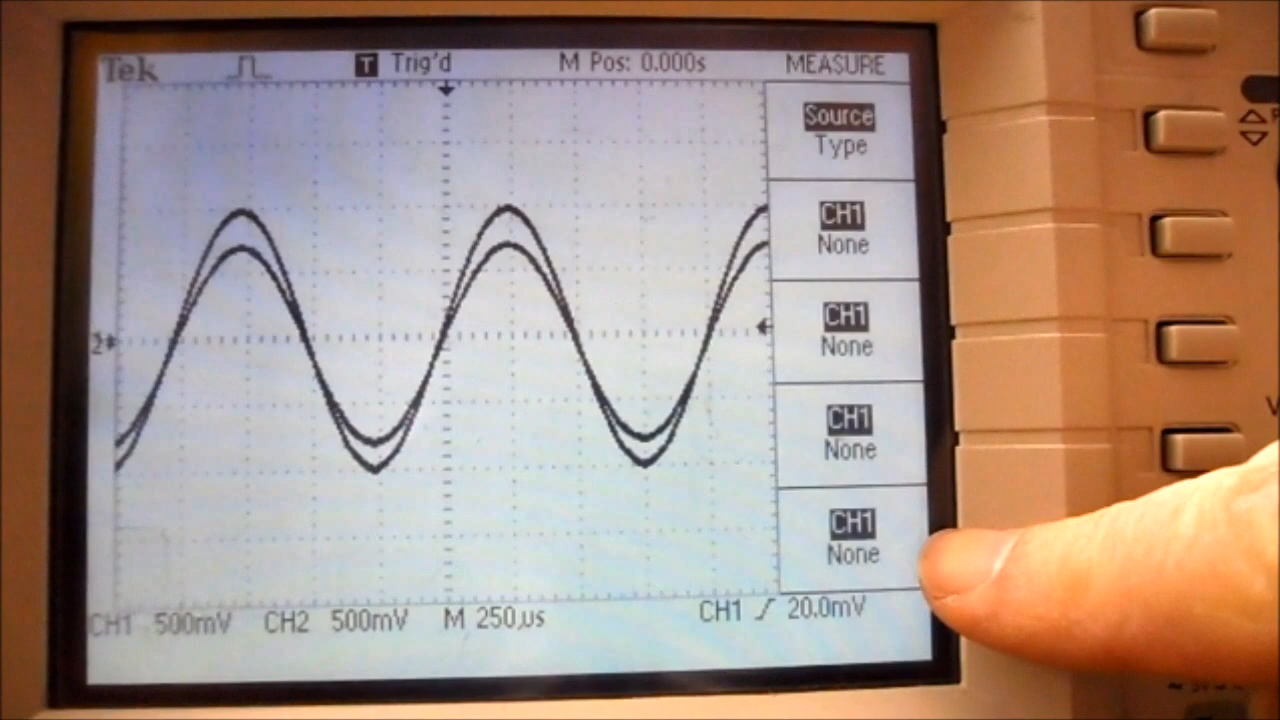 Tek T Trig'd M Pos: 0.000s MEASURE
Source
Type
CH1
None
CH1
None
2
CH1
None
CH1
None
CH1 500mV CH2 500mV M 250µs CH1 20.0mV